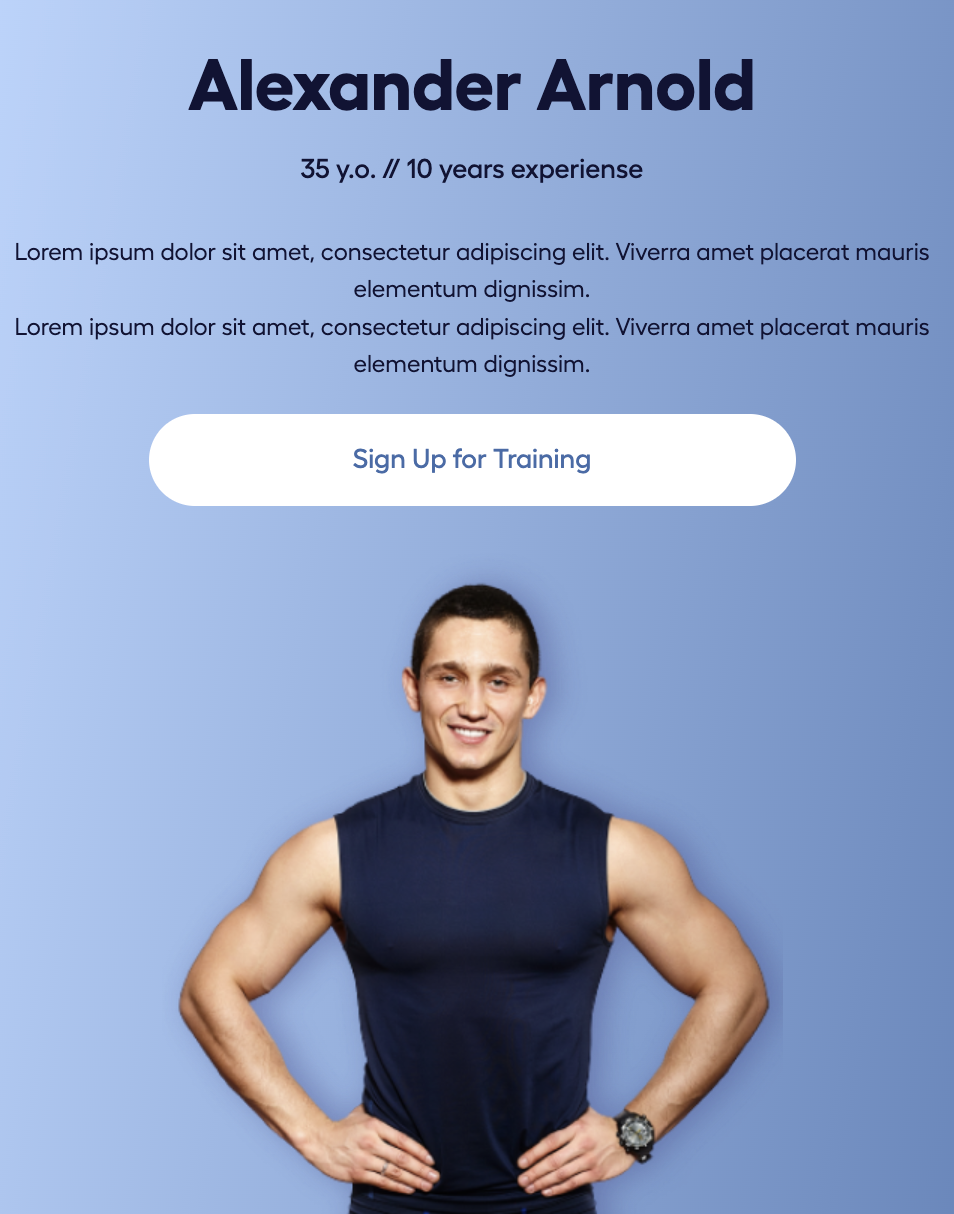 Alexander Arnold
35 y.o. // 10 years experiense
Lorem ipsum dolor sit amet, consectetur adipiscing elit. Viverra amet placerat mauris
elementum dignissim.
Lorem ipsum dolor sit amet, consectetur adipiscing elit. Viverra amet placerat mauris
elementum dignissim.
Sign Up for Training